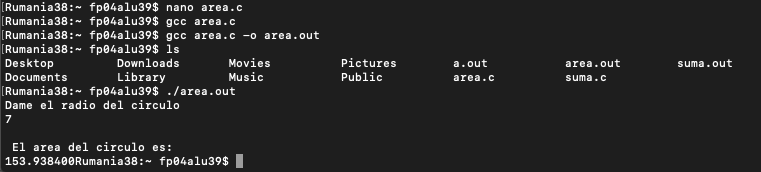 [Rumania38:~ fp04alu39$ nano area.c
[Rumania38:~ fp04alu39$ gcc area.c
[Rumania38:~ fp04alu39$ gcc area.c -o area.out
[Rumania38:~ fp04alu39$ ls
Desktop Downloads Movies Pictures a.out area.out suma.out
Documents Library Music Public area.c suma.c
[Rumania38:~ fp04alu39$ ./area.out
Dame el radio del circulo
7
El area del circulo es:
153.938400Rumania38:~ fp04alu39$